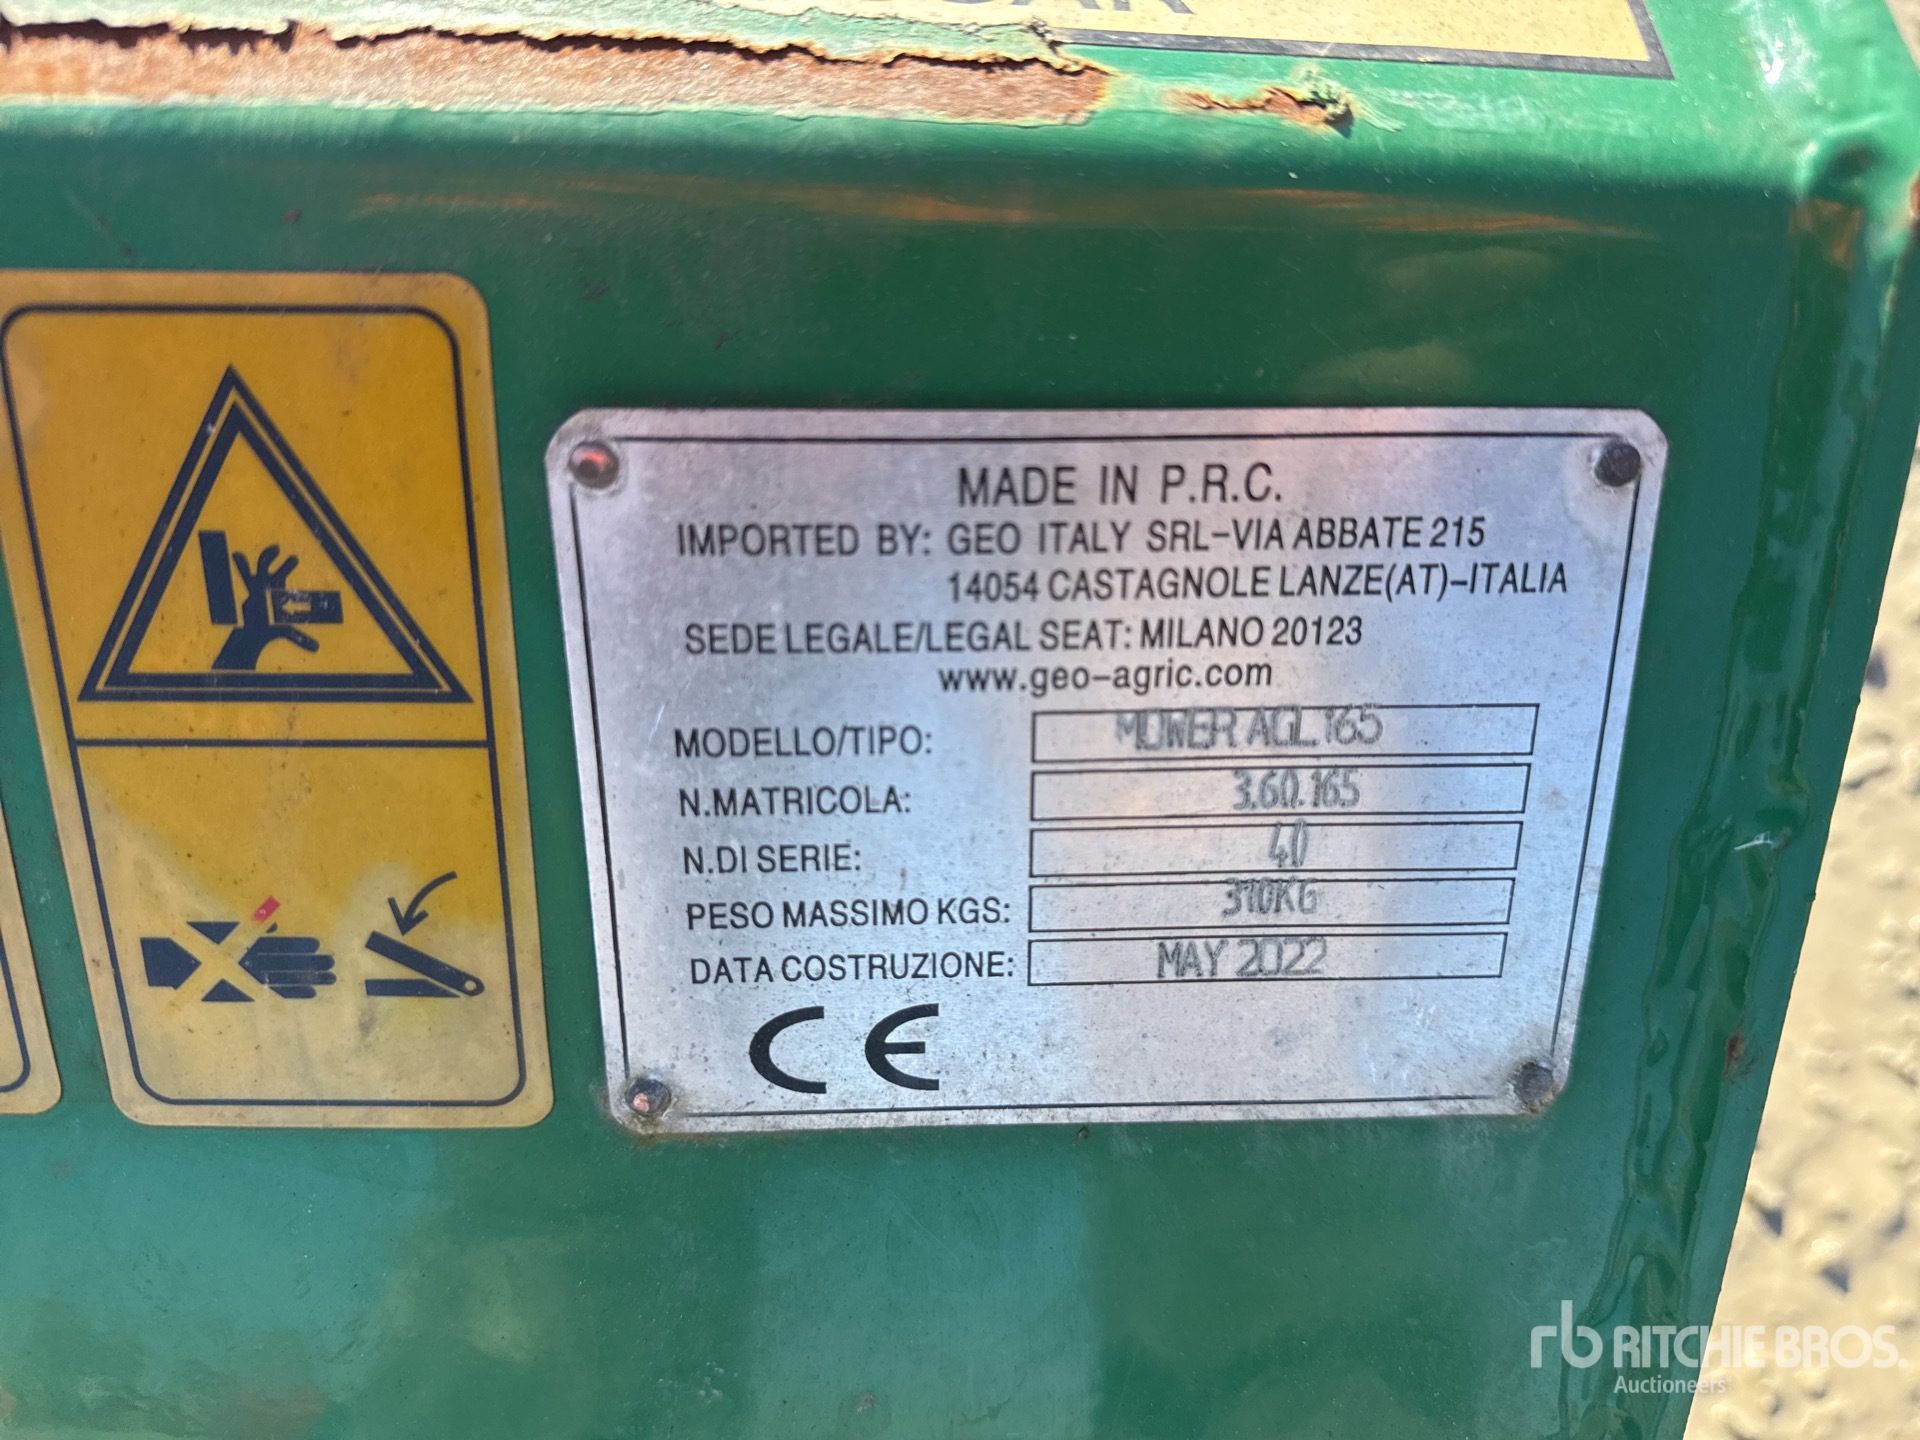 MADE IN P.R.C.
IMPORTED BY: GEO ITALY SRL-VIA ABBATE 215
14054 CASTAGNOLE LANZE(AT)-ITALIA
SEDE LEGALE/LEGAL SEAT: MILANO 20123
www.geo-agric.com
MODELLO/TIPO: MOWER AGL165
N.MATRICOLA: 3.60.165
N.DI SERIE: 40
PESO MASSIMO KGS: 310KG
DATA COSTRUZIONE: MAY 2022
CE
rb RITCHIE BROS.
Auctioneers